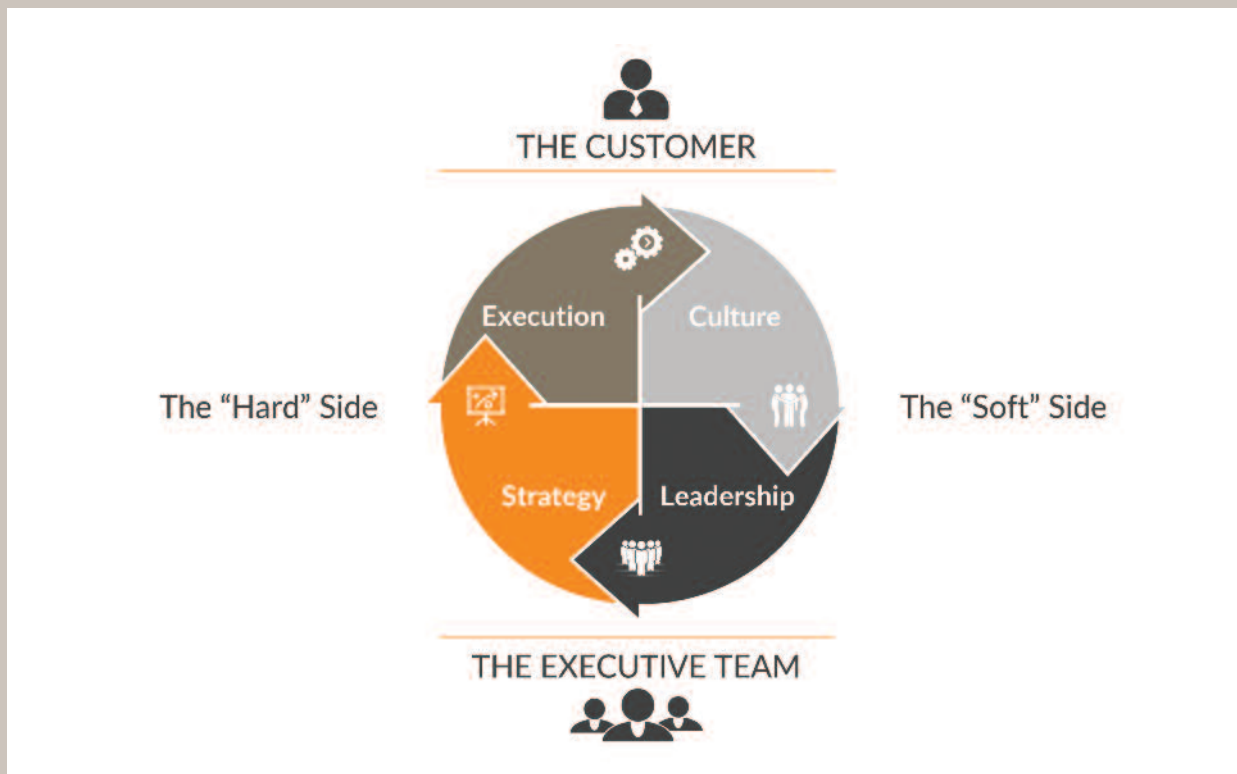 THE CUSTOMER
Execution
Culture
The “Hard” Side
The “Soft” Side
Strategy
Leadership
THE EXECUTIVE TEAM